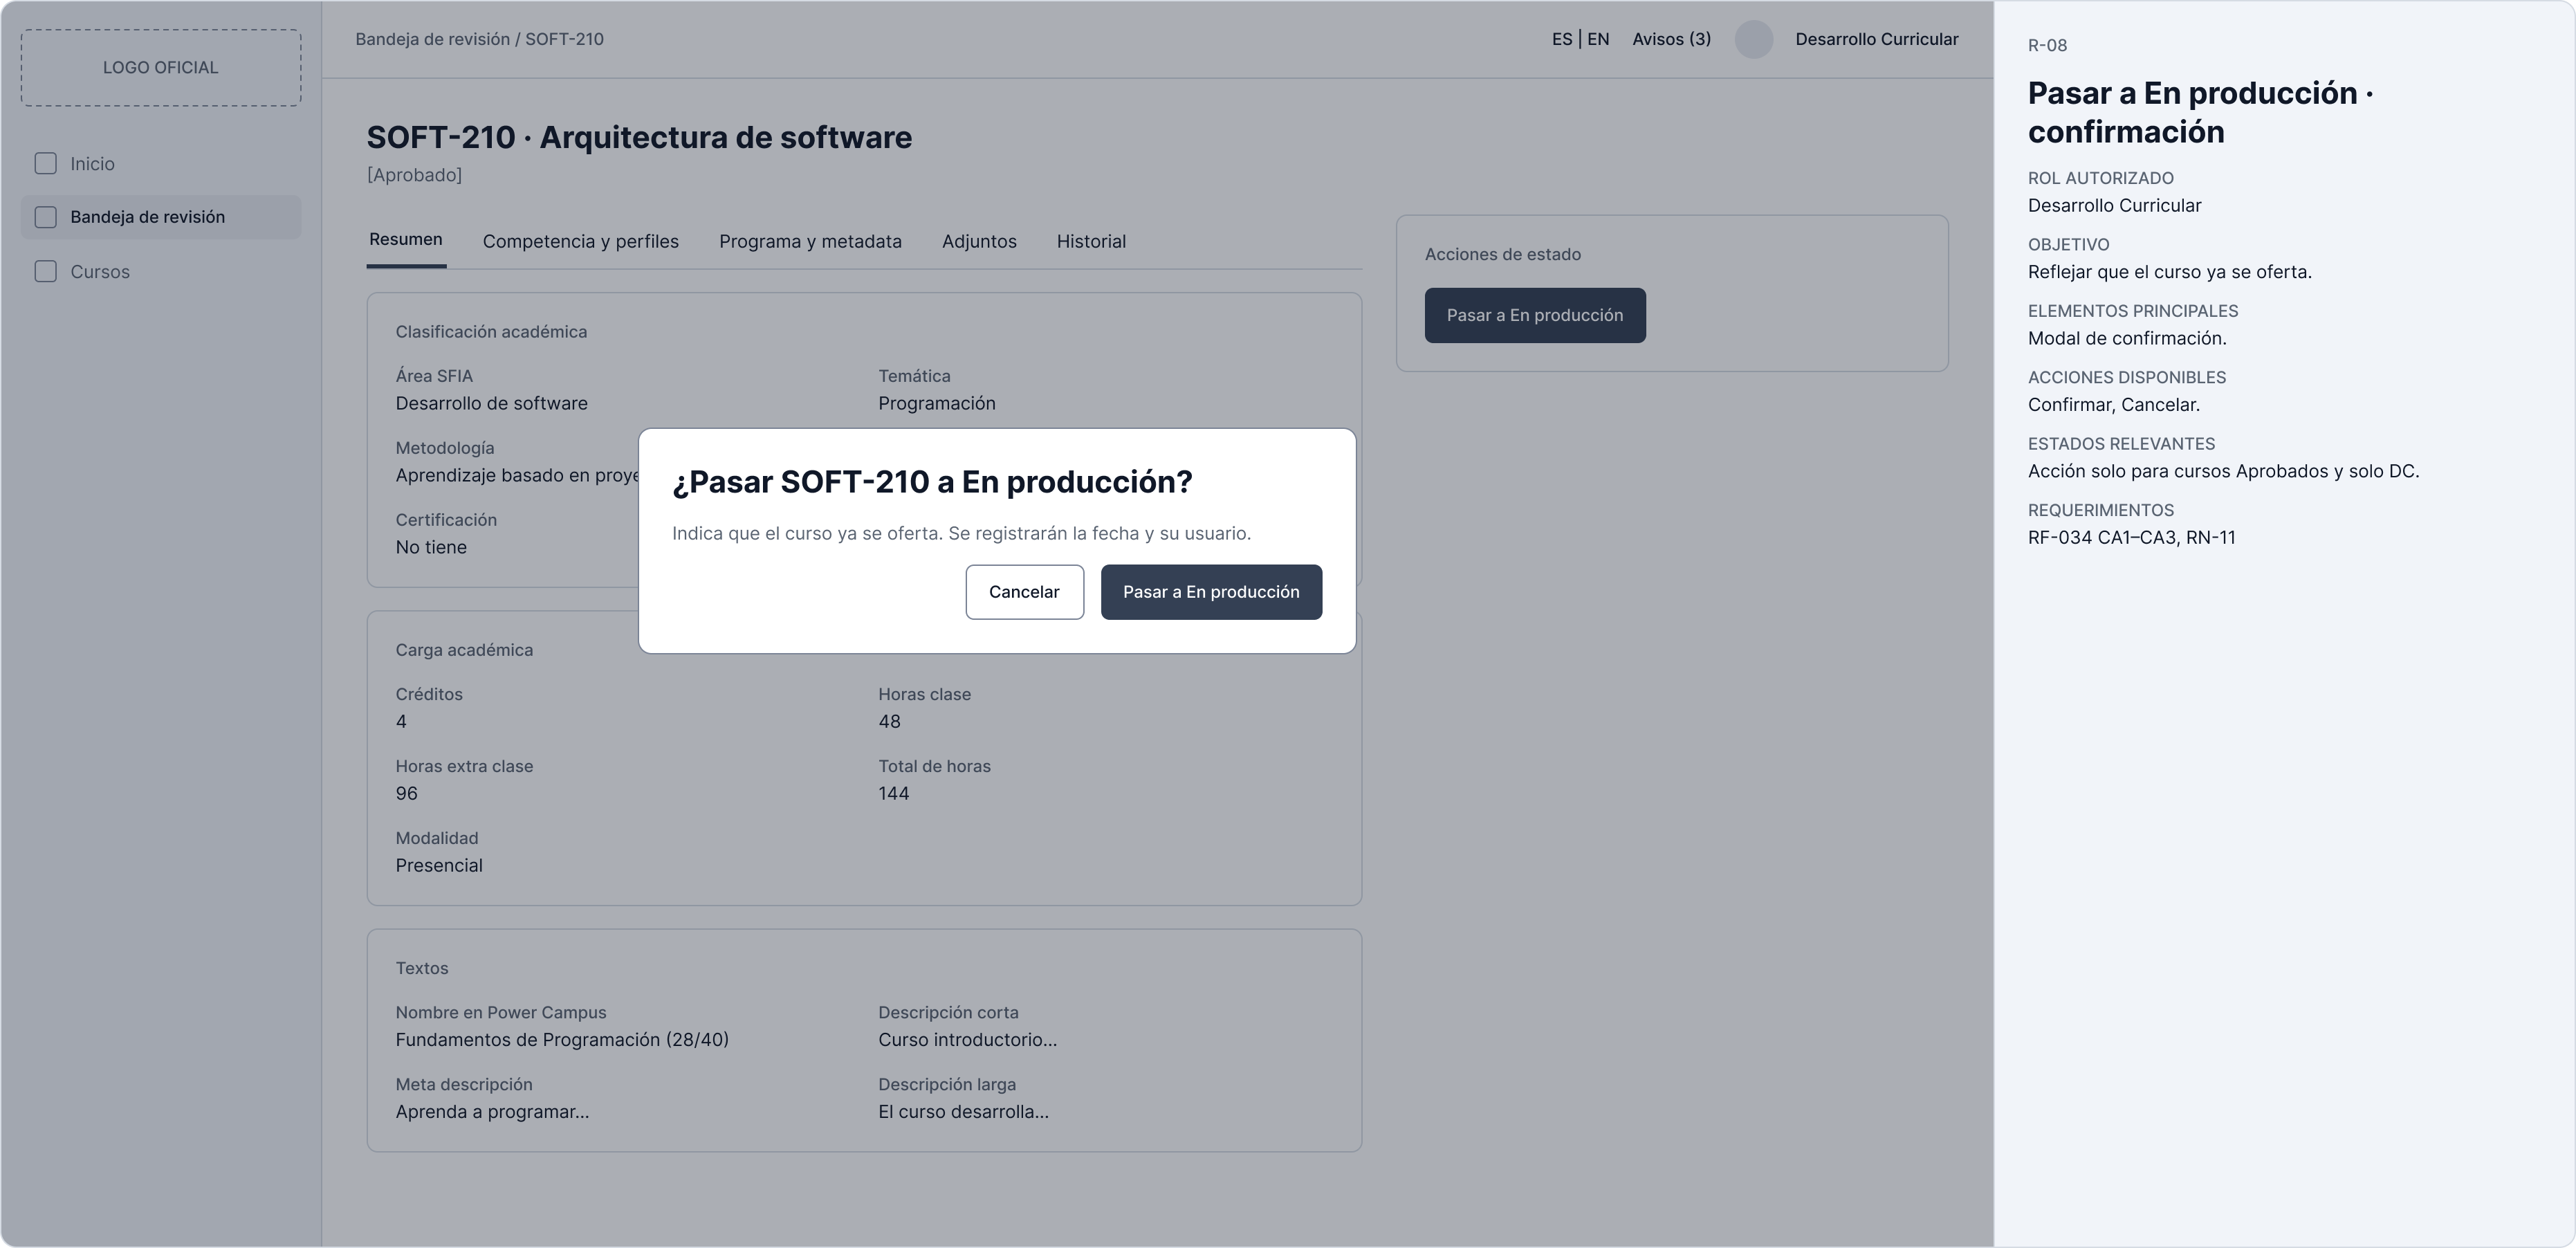 LOGO OFICIAL
Inicio
Bandeja de revisión
Cursos
Bandeja de revisión / SOFT-210
ES | EN
Avisos (3)
Desarrollo Curricular
SOFT-210 · Arquitectura de software
[Aprobado]
Resumen
Competencia y perfiles
Programa y metadata
Adjuntos
Historial
Clasificación académica
Área SFIA
Desarrollo de software
Temática
Programación
Metodología
Aprendizaje basado en proye
Certificación
No tiene
Acciones de estado
Pasar a En producción
¿Pasar SOFT-210 a En producción?
Indica que el curso ya se oferta. Se registrarán la fecha y su usuario.
Cancelar
Pasar a En producción
Carga académica
Créditos
4
Horas clase
48
Horas extra clase
96
Total de horas
144
Modalidad
Presencial
Textos
Nombre en Power Campus
Fundamentos de Programación (28/40)
Descripción corta
Curso introductorio...
Meta descripción
Aprenda a programar...
Descripción larga
El curso desarrolla...
R-08
Pasar a En producción ·
confirmación
ROL AUTORIZADO
Desarrollo Curricular
OBJETIVO
Reflejar que el curso ya se oferta.
ELEMENTOS PRINCIPALES
Modal de confirmación.
ACCIONES DISPONIBLES
Confirmar, Cancelar.
ESTADOS RELEVANTES
Acción solo para cursos Aprobados y solo DC.
REQUERIMIENTOS
RF-034 CA1–CA3, RN-11